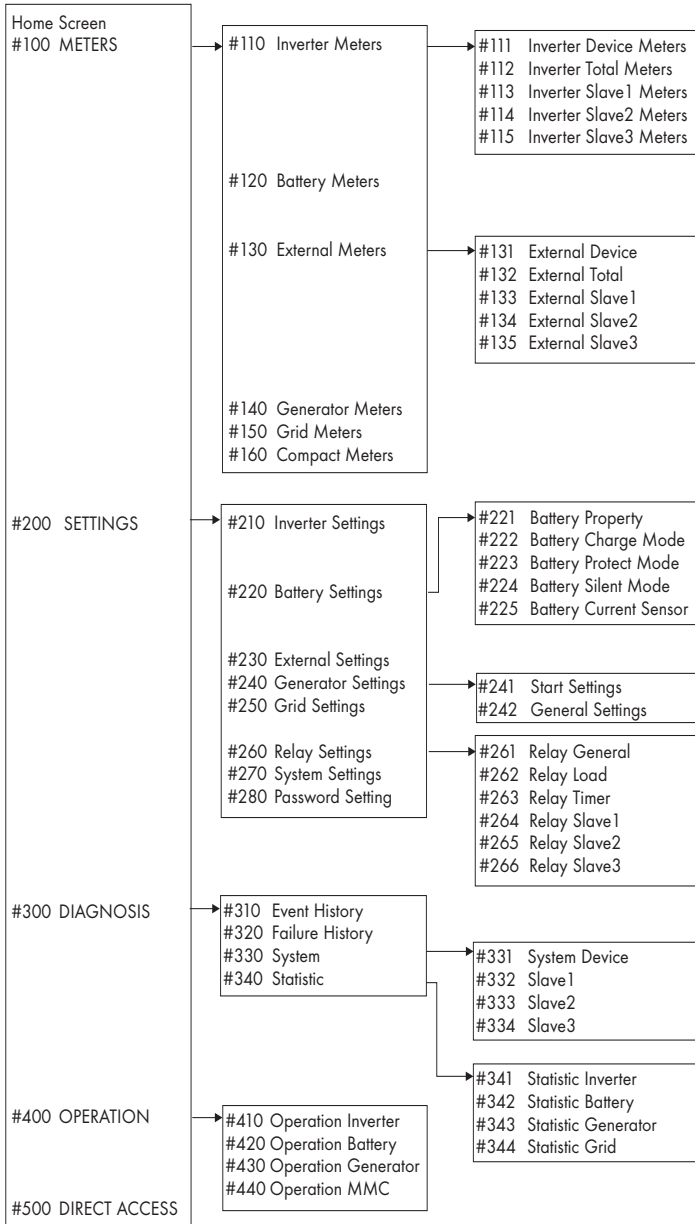 Home Screen
#100 METERS
#110 Inverter Meters
#111 Inverter Device Meters
#112 Inverter Total Meters
#113 Inverter Slave1 Meters
#114 Inverter Slave2 Meters
#115 Inverter Slave3 Meters
#120 Battery Meters
#130 External Meters
#131 External Device
#132 External Total
#133 External Slave1
#134 External Slave2
#135 External Slave3
#140 Generator Meters
#150 Grid Meters
#160 Compact Meters
#200 SETTINGS
#210 Inverter Settings
#220 Battery Settings
#221 Battery Property
#222 Battery Charge Mode
#223 Battery Protect Mode
#224 Battery Silent Mode
#225 Battery Current Sensor
#230 External Settings
#240 Generator Settings
#241 Start Settings
#242 General Settings
#250 Grid Settings
#260 Relay Settings
#261 Relay General
#262 Relay Load
#263 Relay Timer
#264 Relay Slave1
#265 Relay Slave2
#266 Relay Slave3
#270 System Settings
#280 Password Setting
#300 DIAGNOSIS
#310 Event History
#320 Failure History
#330 System
#331 System Device
#332 Slave1
#333 Slave2
#334 Slave3
#340 Statistic
#341 Statistic Inverter
#342 Statistic Battery
#343 Statistic Generator
#344 Statistic Grid
#400 OPERATION
#410 Operation Inverter
#420 Operation Battery
#430 Operation Generator
#440 Operation MMC
#500 DIRECT ACCESS